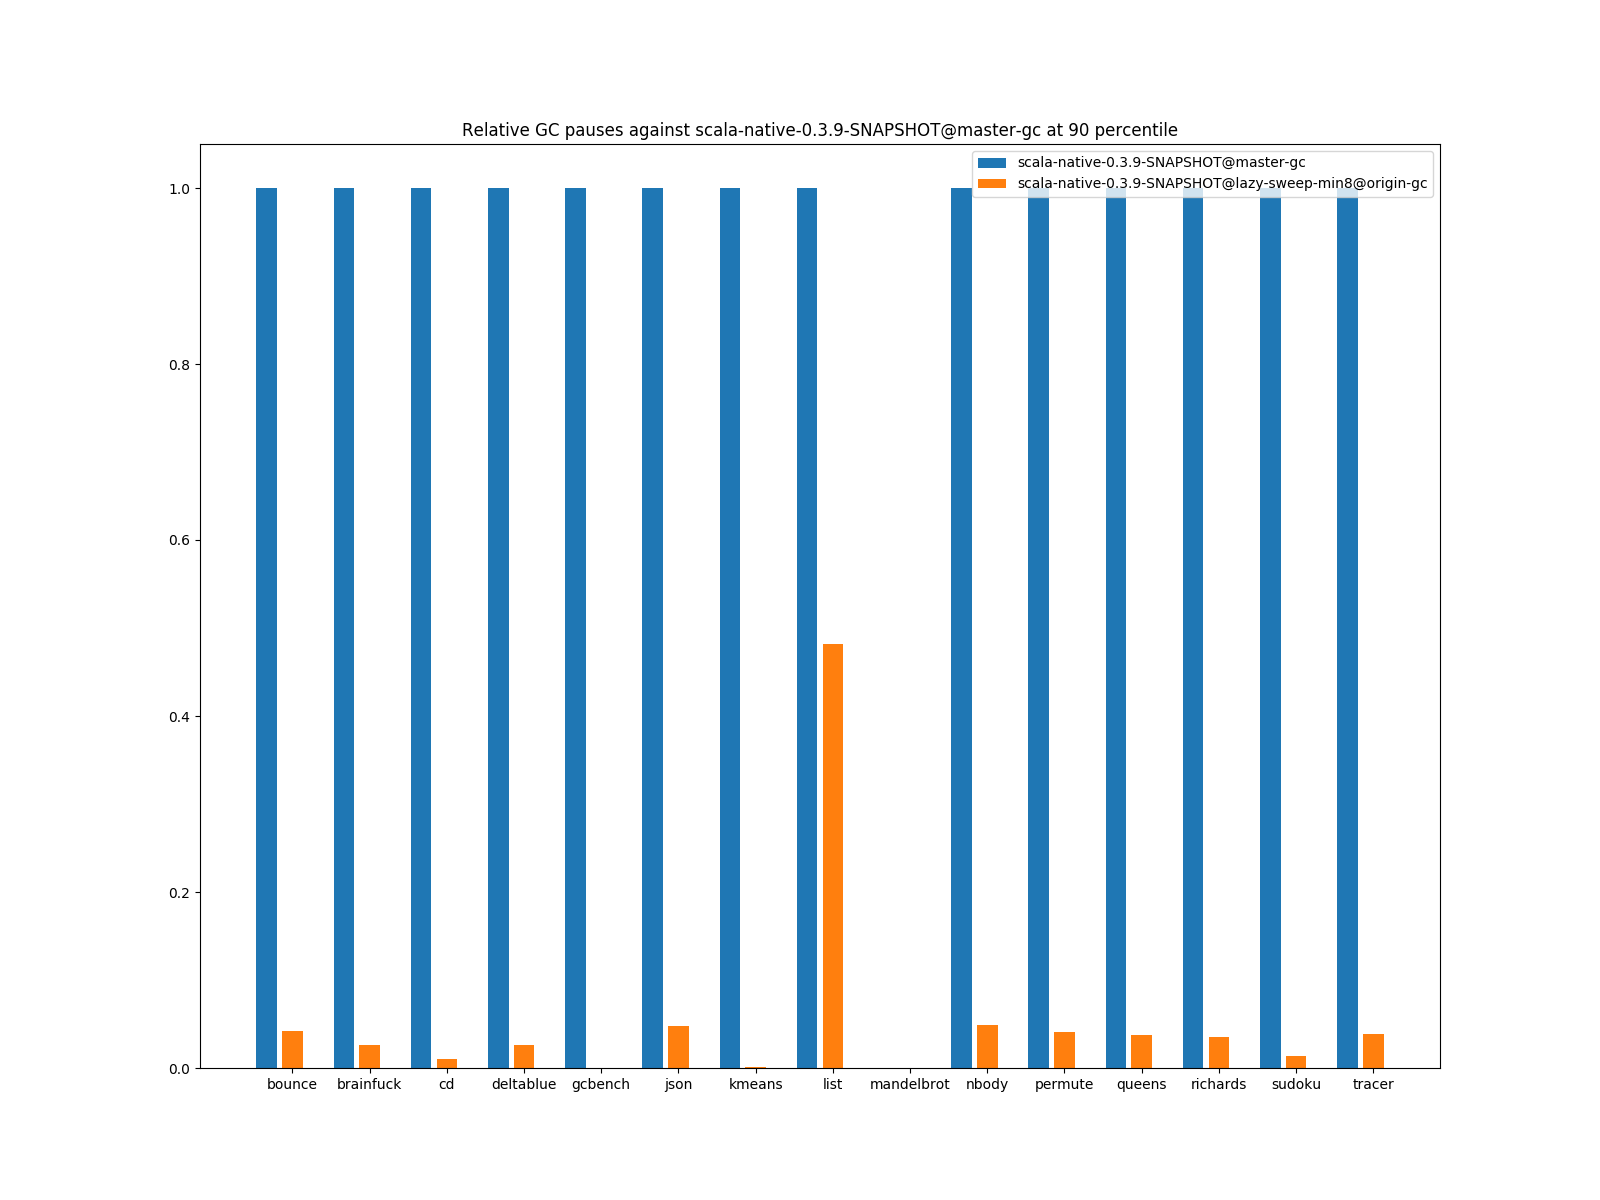 Relative GC pauses against scala-native-0.3.9-SNAPSHOT@master-gc at 90 percentile
scala-native-0.3.9-SNAPSHOT@master-gc
scala-native-0.3.9-SNAPSHOT@lazy-sweep-min8@origin-gc
1.0
0.8
0.6
0.4
0.2
0.0
bounce brainfuck cd deltablue gcbench json kmeans list mandelbrot nbody permute queens richards sudoku tracer